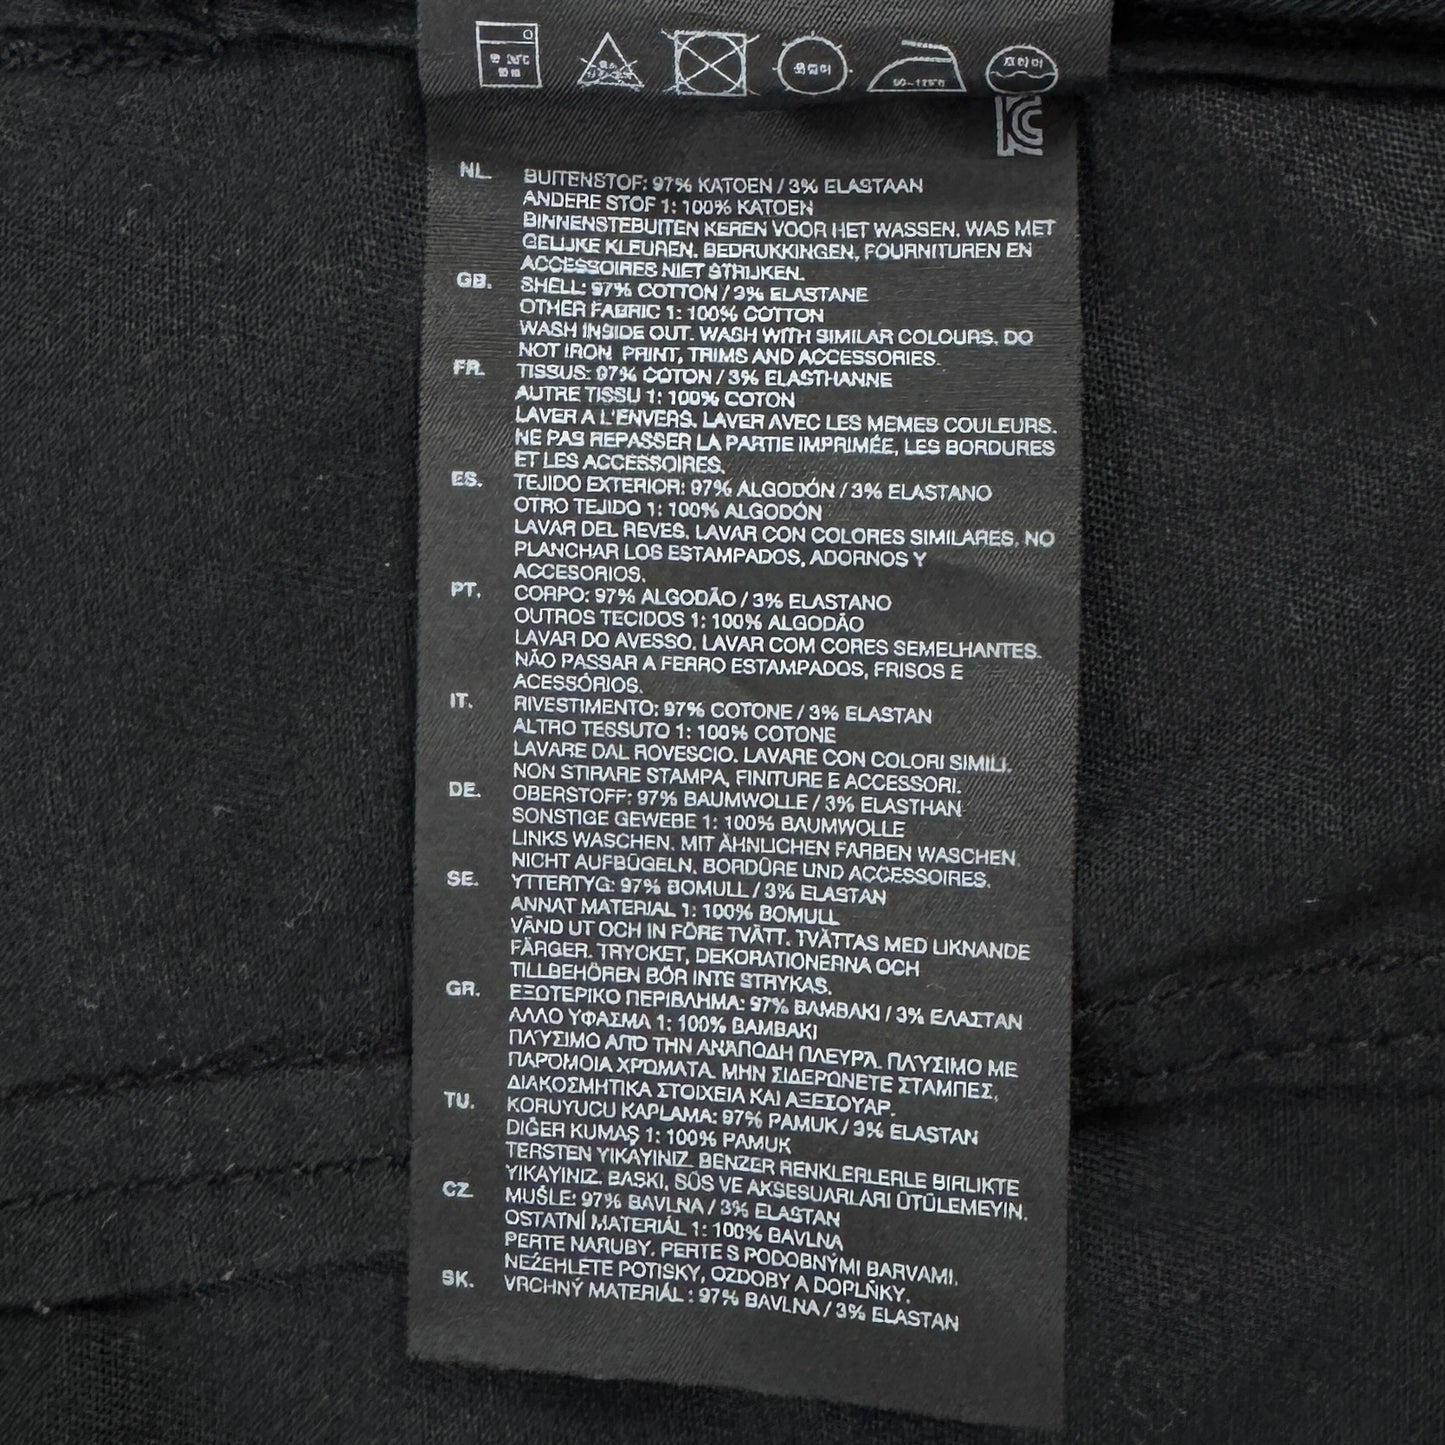 NL. BUITENSTOF: 97% KATOEN / 3% ELASTAAN
ANDERE STOF 1: 100% KATOEN
BINNENSTEBUITEN KEREN VOOR HET WASSEN. WAS MET
GELIJKE KLEUREN. BEDRUKKINGEN, FOURNITUREN EN
ACCESSOIRES NIET STRIJKEN.
GB. SHELL: 97% COTTON / 3% ELASTANE
OTHER FABRIC 1: 100% COTTON
WASH INSIDE OUT. WASH WITH SIMILAR COLOURS. DO
NOT IRON PRINT, TRIMS AND ACCESSORIES.
FR. TISSUS: 97% COTON / 3% ELASTHANNE
AUTRE TISSU 1: 100% COTON
LAVER A L'ENVERS. LAVER AVEC LES MEMES COULEURS.
NE PAS REPASSER LA PARTIE IMPRIMÉE, LES BORDURES
ET LES ACCESSOIRES.
ES. TEJIDO EXTERIOR: 97% ALGODÓN / 3% ELASTANO
OTRO TEJIDO 1: 100% ALGODÓN
LAVAR DEL REVES. LAVAR CON COLORES SIMILARES. NO
PLANCHAR LOS ESTAMPADOS, ADORNOS Y
ACCESORIOS.
PT. CORPO: 97% ALGODÃO / 3% ELASTANO
OUTROS TECIDOS 1: 100% ALGODÃO
LAVAR DO AVESSO. LAVAR COM CORES SEMELHANTES.
NÃO PASSAR A FERRO ESTAMPADOS, FRISOS E
ACESSÓRIOS.
IT. RIVESTIMENTO: 97% COTONE / 3% ELASTAN
ALTRO TESSUTO 1: 100% COTONE
LAVARE DAL ROVESCIO. LAVARE CON COLORI SIMILI.
NON STIRARE STAMPA, FINITURE E ACCESSORI.
DE. OBERSTOFF: 97% BAUMWOLLE / 3% ELASTHAN
SONSTIGE GEWEBE 1: 100% BAUMWOLLE
LINKS WASCHEN. MIT ÄHNLICHEN FARBEN WASCHEN.
NICHT AUFBÜGELN, BORDÜRE UND ACCESSOIRES.
SE. YTTERTYG: 97% BOMULL / 3% ELASTAN
ANNAT MATERIAL 1: 100% BOMULL
VÄND UT OCH IN FÖRE TVÄTT. TVÄTTAS MED LIKNANDE
FÄRGER. TRYCKET, DEKORATIONERNA OCH
TILLBEHÖREN BÖR INTE STRYKAS.
GR. ΕΞΩΤΕΡΙΚΟ ΠΕΡΙΒΛΗΜΑ: 97% ΒΑΜΒΑΚΙ / 3% ΕΛΑΣΤΑΝ
ΑΛΛΟ ΥΦΑΣΜΑ 1: 100% ΒΑΜΒΑΚΙ
ΠΛΎΣΙΜΟ ΑΠΌ ΤΗΝ ΑΝΆΠΟΔΗ ΠΛΕΥΡΆ. ΠΛΎΣΙΜΟ ΜΕ
ΠΑΡΌΜΟΙΑ ΧΡΏΜΑΤΑ. ΜΗΝ ΣΙΔΕΡΏΝΕΤΕ ΣΤΆΜΠΕΣ,
ΔΙΑΚΟΣΜΗΤΙΚΆ ΣΤΟΙΧΕΊΑ ΚΑΙ ΑΞΕΣΟΥΆΡ.
TU. KORUYUCU KAPLAMA: 97% PAMUK / 3% ELASTAN
DİĞER KUMAŞ 1: 100% PAMUK
TERSTEN YIKAYINIZ. BENZER RENKLERLERLE BIRLIKTE
YIKAYINIZ. BASKI, SÜS VE AKSESUARLARI ÜTÜLEMEYIN.
CZ. MUŠLE: 97% BAVLNA / 3% ELASTAN
OSTATNÍ MATERIÁL 1: 100% BAVLNA
PERTE NARUBY. PERTE S PODOBNÝMI BARVAMI.
NEŽEHLETE POTISKY, OZDOBY A DOPLŇKY.
SK. VRCHNÝ MATERIÁL : 97% BAVLNA / 3% ELASTAN